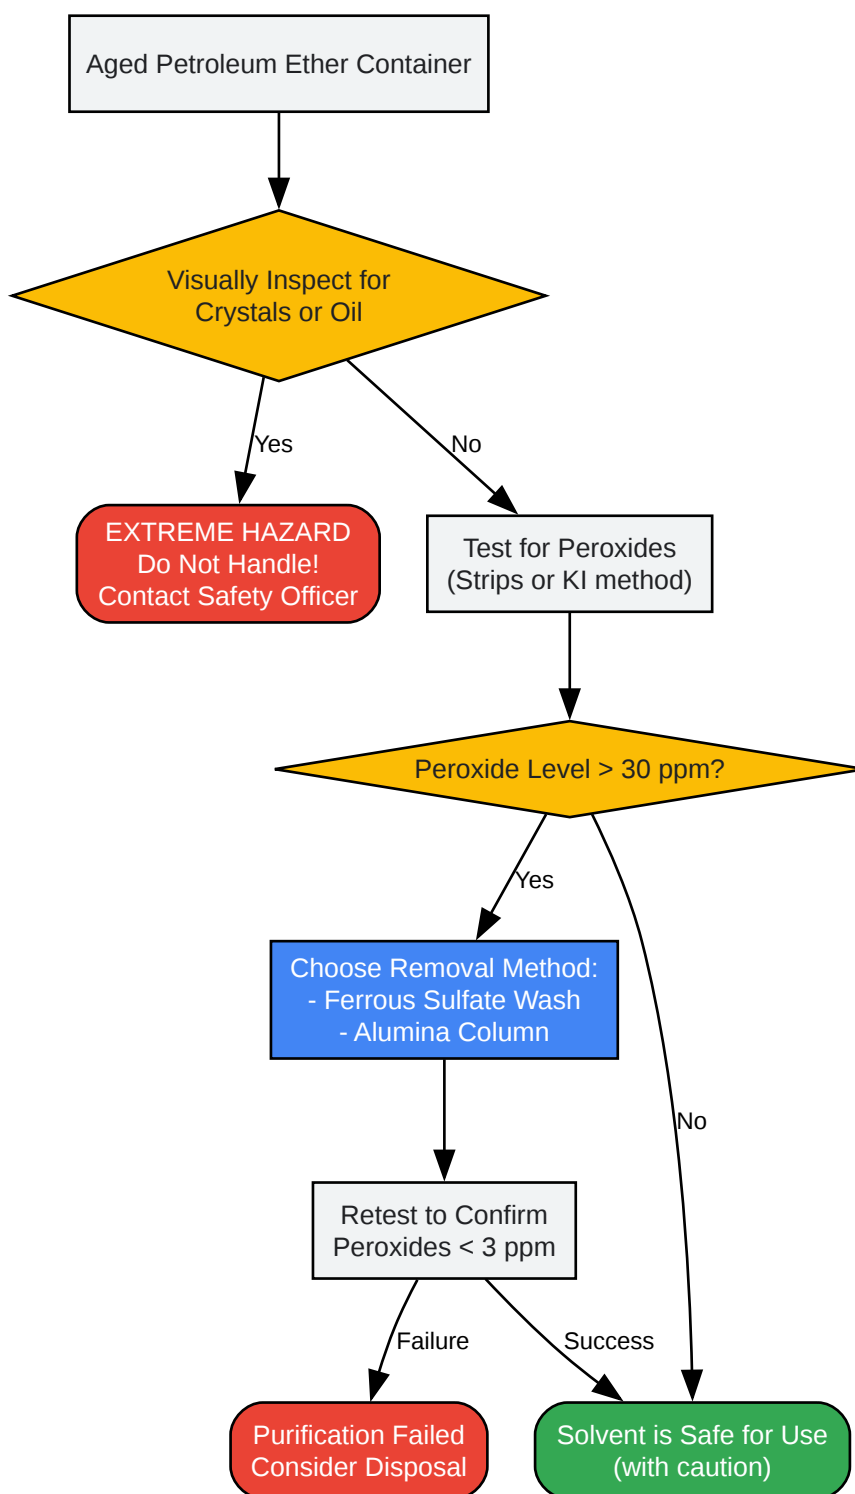 Aged Petroleum Ether Container
Visually Inspect for
Crystals or Oil
Yes
No
EXTREME HAZARD
Do Not Handle!
Contact Safety Officer
Test for Peroxides
(Strips or KI method)
Peroxide Level > 30 ppm?
Yes
Choose Removal Method:
- Ferrous Sulfate Wash
- Alumina Column
No
Retest to Confirm
Peroxides < 3 ppm
Failure
Success
Purification Failed
Consider Disposal
Solvent is Safe for Use
(with caution)